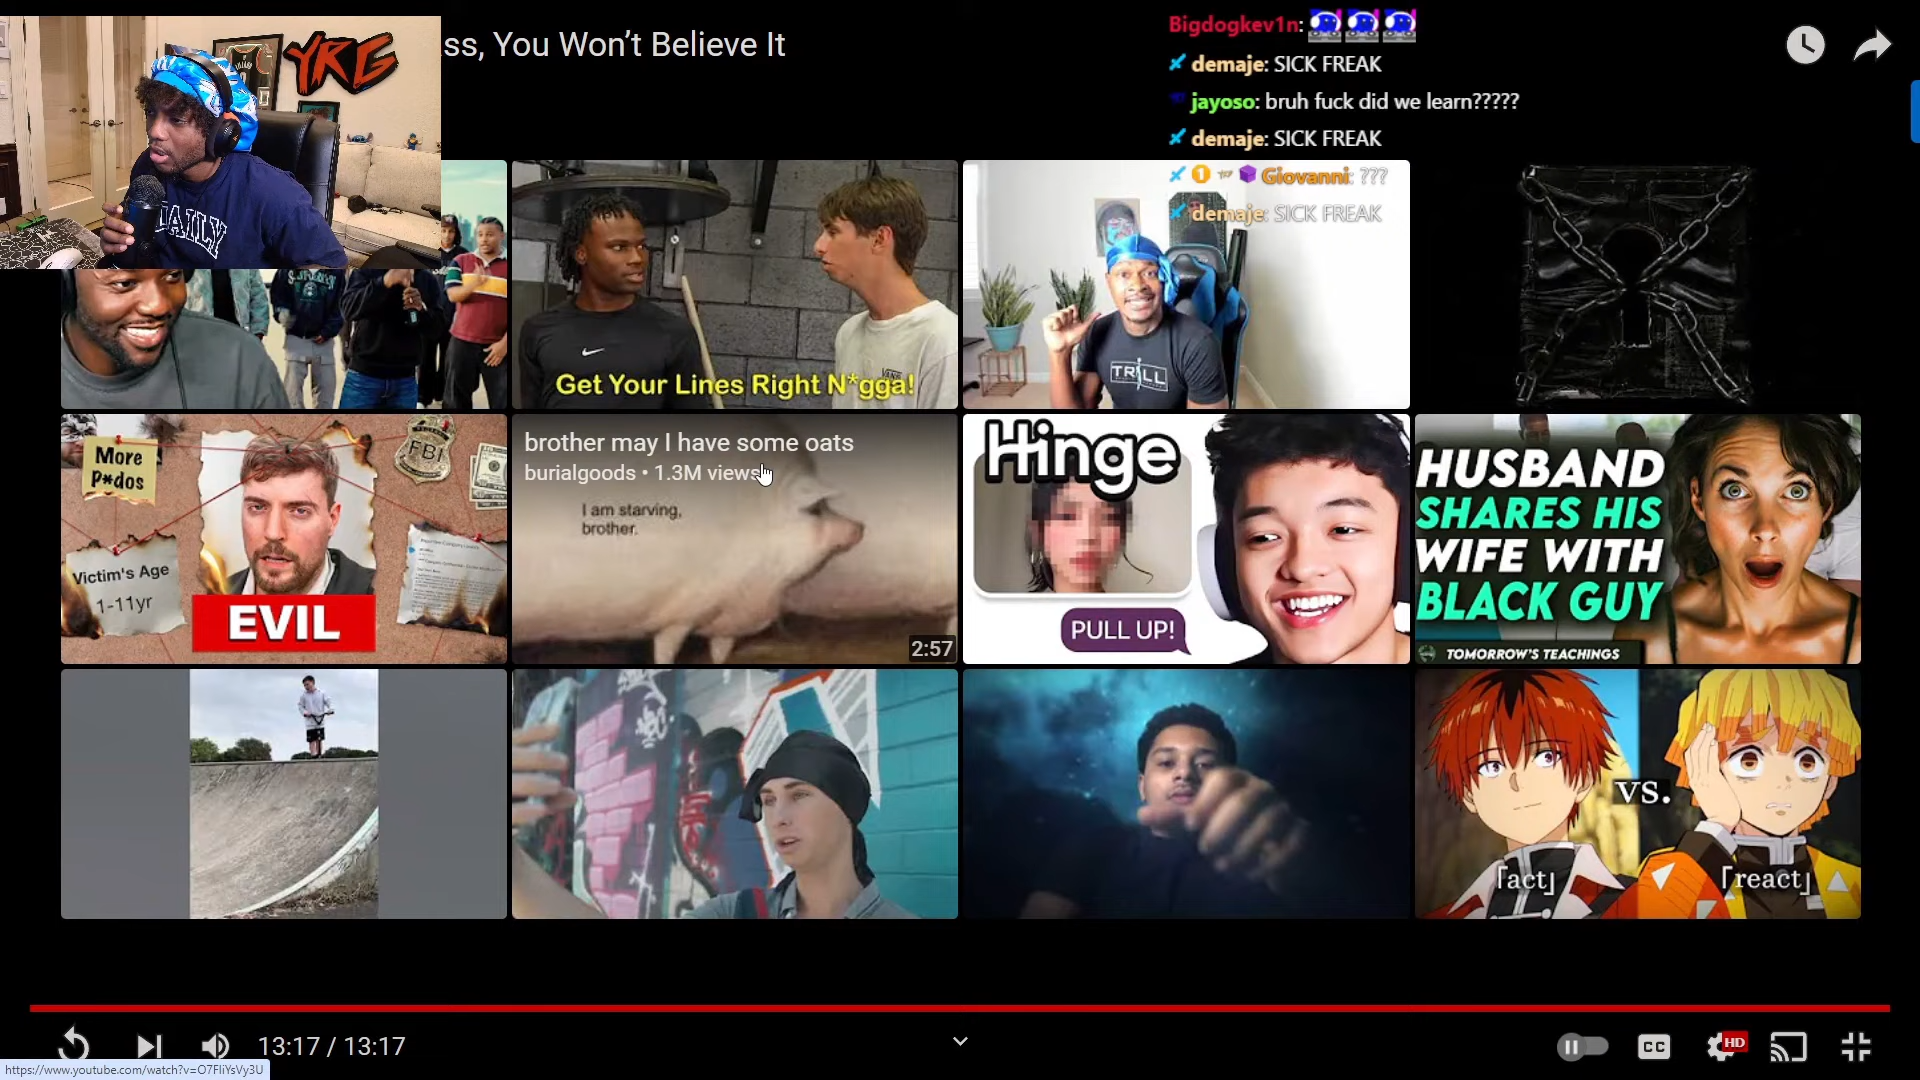 YRG
ss, You Won't Believe It
Bigdogkev1n:
demaje: SICK FREAK
jayoso: bruh fuck did we learn?????
demaje: SICK FREAK
Giovanni: ???
demaje: SICK FREAK
DAILY
Get Your Lines Right N*gga!
TRILL
More
P*dos
FBI
Victim's Age
1-11yr
EVIL
brother may I have some oats
burialgoods • 1.3M views
I am starving,
brother.
2:57
Hinge
PULL UP!
HUSBAND
SHARES HIS
WIFE WITH
BLACK GUY
TOMORROW'S TEACHINGS
vs.
「act」
「react」
13:17 / 13:17
CC
HD
https://www.youtube.com/watch?v=O7FliYsVy3U